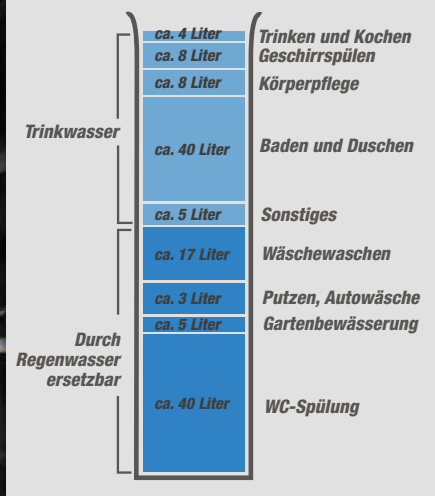 ca. 4 Liter Trinken und Kochen
ca. 8 Liter Geschirrspülen
ca. 8 Liter Körperpflege
Trinkwasser
ca. 40 Liter Baden und Duschen
ca. 5 Liter Sonstiges
ca. 17 Liter Wäschewaschen
ca. 3 Liter Putzen, Autowäsche
ca. 5 Liter Gartenbewässerung
Durch
Regenwasser
ersetzbar
ca. 40 Liter WC-Spülung